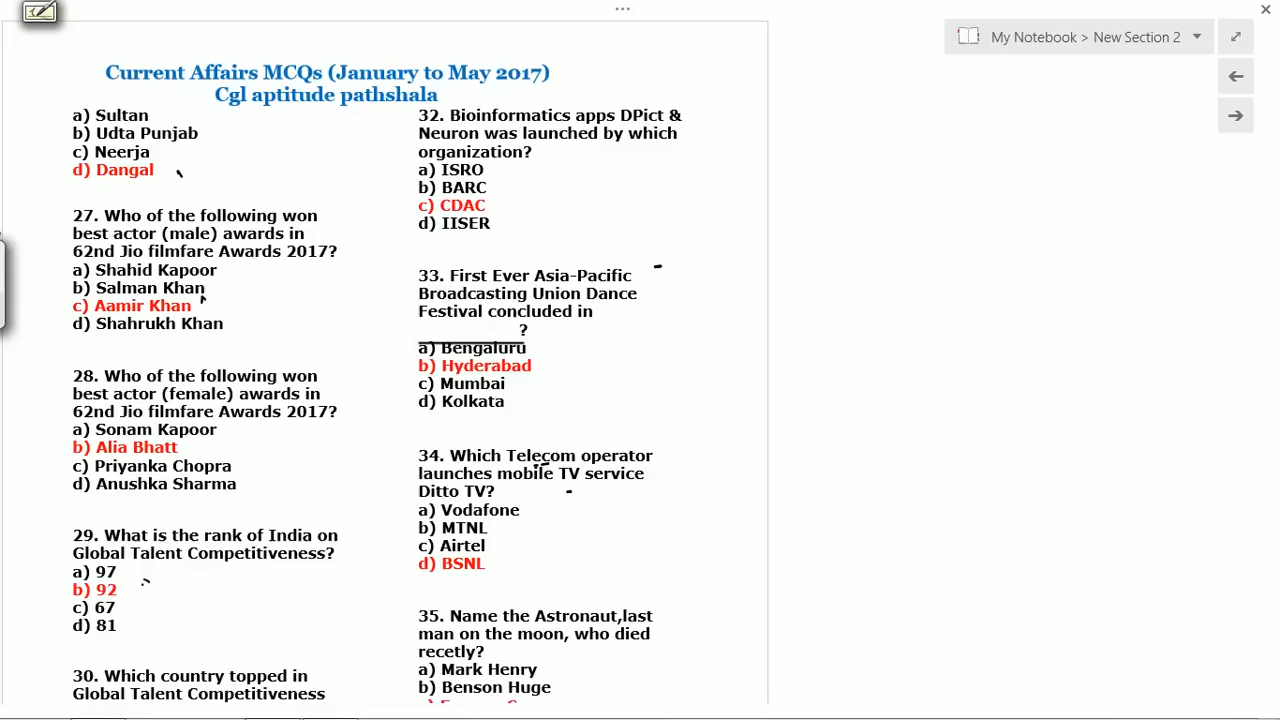 My Notebook > New Section 2
Current Affairs MCQs (January to May 2017)
Cgl aptitude pathshala
a) Sultan
b) Udta Punjab
c) Neerja
d) Dangal
27. Who of the following won
best actor (male) awards in
62nd Jio filmfare Awards 2017?
a) Shahid Kapoor
b) Salman Khan
c) Aamir Khan
d) Shahrukh Khan
28. Who of the following won
best actor (female) awards in
62nd Jio filmfare Awards 2017?
a) Sonam Kapoor
b) Alia Bhatt
c) Priyanka Chopra
d) Anushka Sharma
29. What is the rank of India on
Global Talent Competitiveness?
a) 97
b) 92
c) 67
d) 81
30. Which country topped in
Global Talent Competitiveness
32. Bioinformatics apps DPict &
Neuron was launched by which
organization?
a) ISRO
b) BARC
c) CDAC
d) IISER
33. First Ever Asia-Pacific
Broadcasting Union Dance
Festival concluded in
____________?
a) Bengaluru
b) Hyderabad
c) Mumbai
d) Kolkata
34. Which Telecom operator
launches mobile TV service
Ditto TV?
a) Vodafone
b) MTNL
c) Airtel
d) BSNL
35. Name the Astronaut,last
man on the moon, who died
recetly?
a) Mark Henry
b) Benson Huge